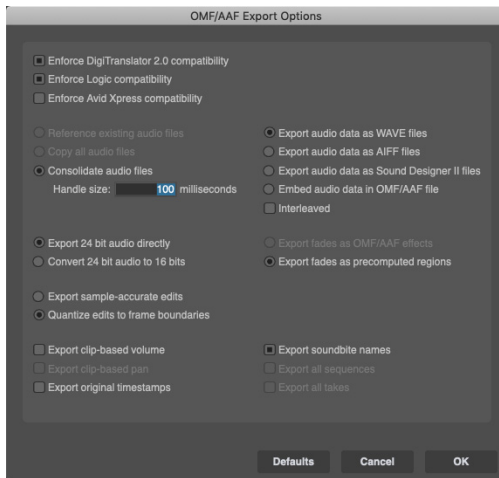 OMF/AAF Export Options
Enforce DigiTranslator 2.0 compatibility
Enforce Logic compatibility
Enforce Avid Xpress compatibility
Reference existing audio files
Copy all audio files
Consolidate audio files
Handle size: 100 milliseconds
Export audio data as WAVE files
Export audio data as AIFF files
Export audio data as Sound Designer II files
Embed audio data in OMF/AAF file
Interleaved
Export 24 bit audio directly
Convert 24 bit audio to 16 bits
Export fades as OMF/AAF effects
Export fades as precomputed regions
Export sample-accurate edits
Quantize edits to frame boundaries
Export clip-based volume
Export clip-based pan
Export original timestamps
Export soundbite names
Export all sequences
Export all takes
Defaults
Cancel
OK